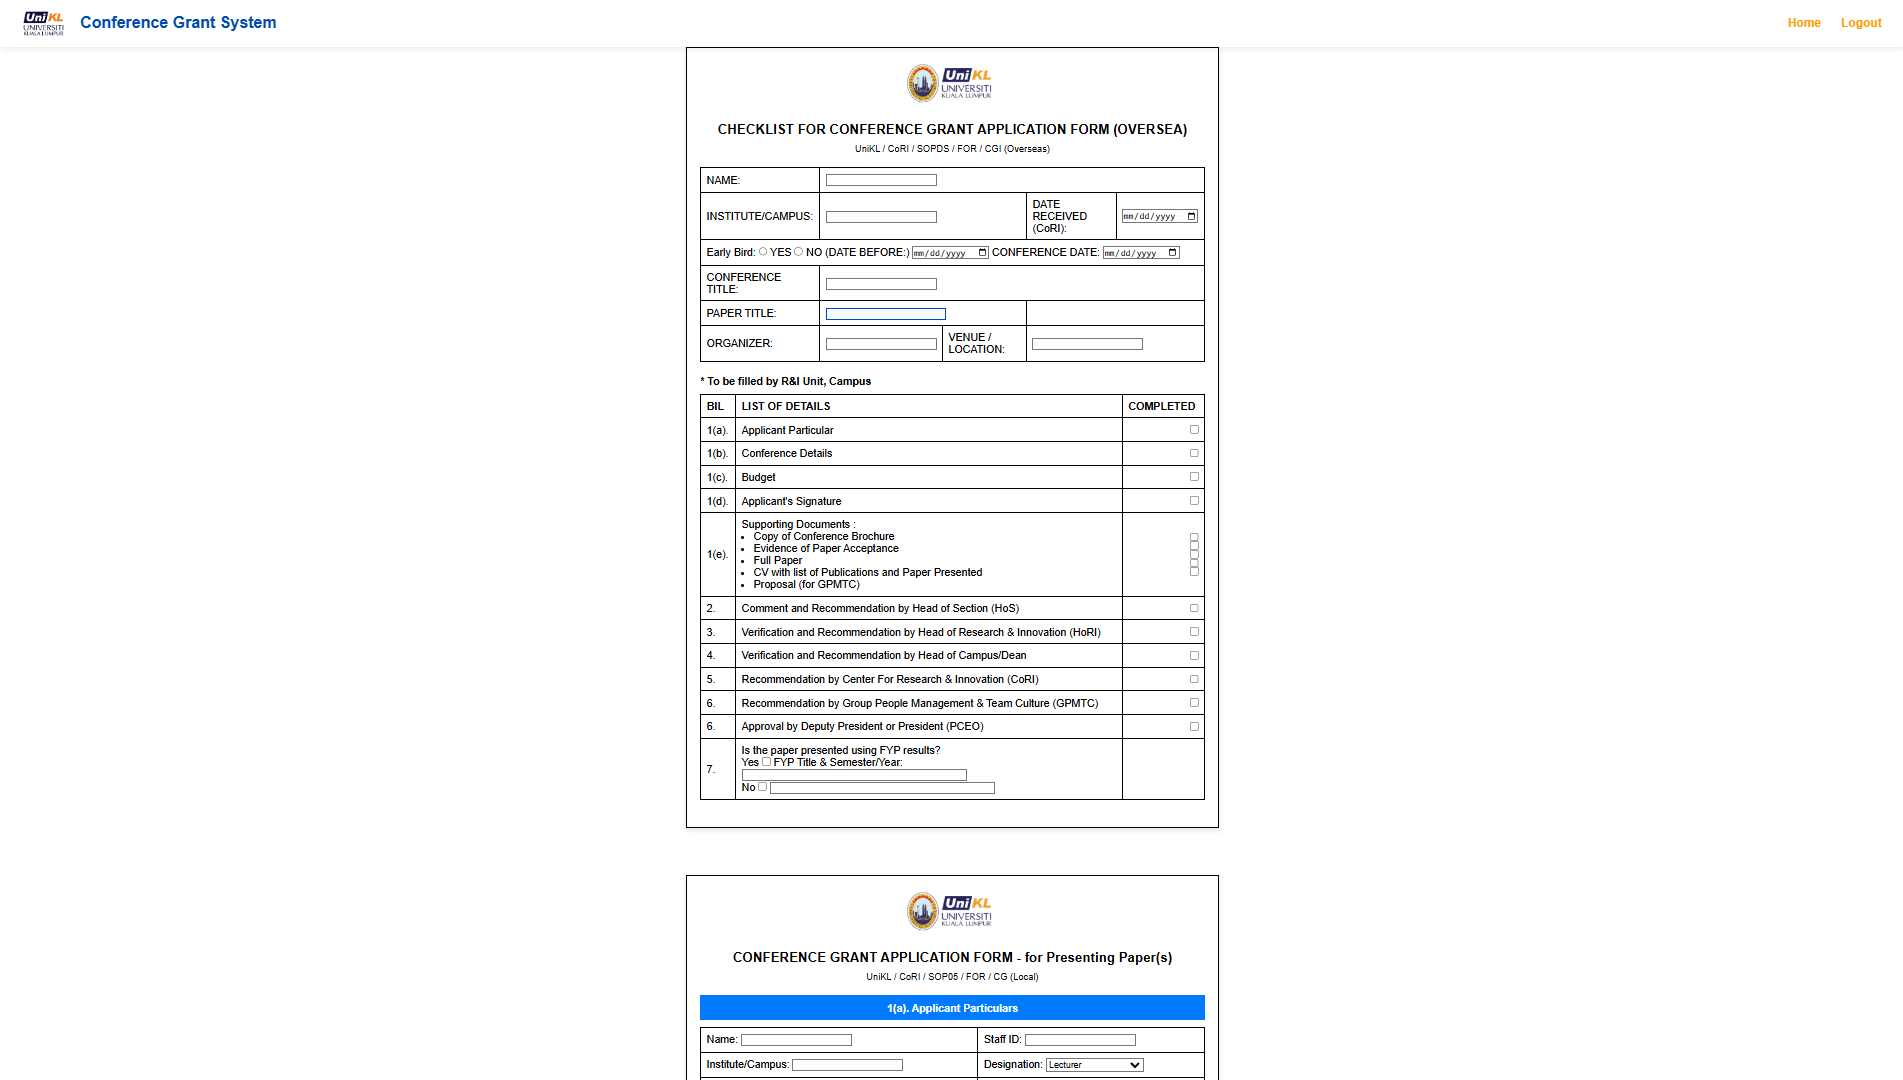 UniKL
UNIVERSITI
KUALA LUMPUR
Conference Grant System
Home
Logout
UniKL
UNIVERSITI
KUALA LUMPUR
CHECKLIST FOR CONFERENCE GRANT APPLICATION FORM (OVERSEA)
UniKL / CoRI / SOPDS / FOR / CGI (Overseas)
NAME:
INSTITUTE/CAMPUS:
DATE
RECEIVED
(CoRI):
mm/dd/yyyy
Early Bird: YES NO (DATE BEFORE:) mm/dd/yyyy CONFERENCE DATE: mm/dd/yyyy
CONFERENCE
TITLE:
PAPER TITLE:
ORGANIZER:
VENUE /
LOCATION:
* To be filled by R&I Unit, Campus
BIL LIST OF DETAILS COMPLETED
1(a). Applicant Particular
1(b). Conference Details
1(c). Budget
1(d). Applicant's Signature
1(e).
Supporting Documents :
• Copy of Conference Brochure
• Evidence of Paper Acceptance
• Full Paper
• CV with list of Publications and Paper Presented
• Proposal (for GPMTC)
2. Comment and Recommendation by Head of Section (HoS)
3. Verification and Recommendation by Head of Research & Innovation (HoRI)
4. Verification and Recommendation by Head of Campus/Dean
5. Recommendation by Center For Research & Innovation (CoRI)
6. Recommendation by Group People Management & Team Culture (GPMTC)
6. Approval by Deputy President or President (PCEO)
7.
Is the paper presented using FYP results?
Yes FYP Title & Semester/Year:
No
UniKL
UNIVERSITI
KUALA LUMPUR
CONFERENCE GRANT APPLICATION FORM - for Presenting Paper(s)
UniKL / CoRI / SOP05 / FOR / CG (Local)
1(a). Applicant Particulars
Name:
Staff ID:
Institute/Campus:
Designation: Lecturer